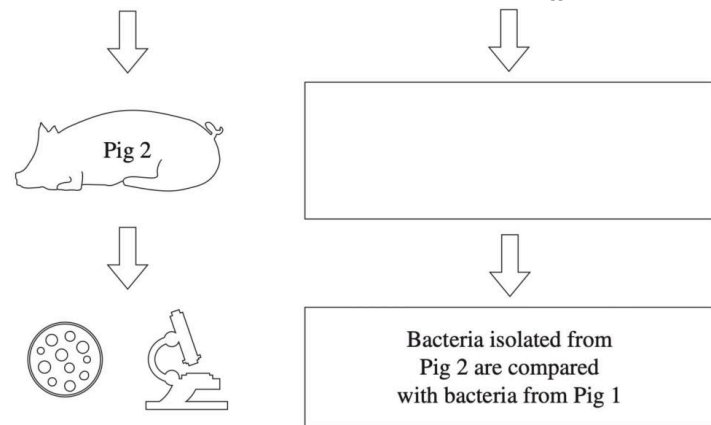 Pig 2
Bacteria isolated from
Pig 2 are compared
with bacteria from Pig 1